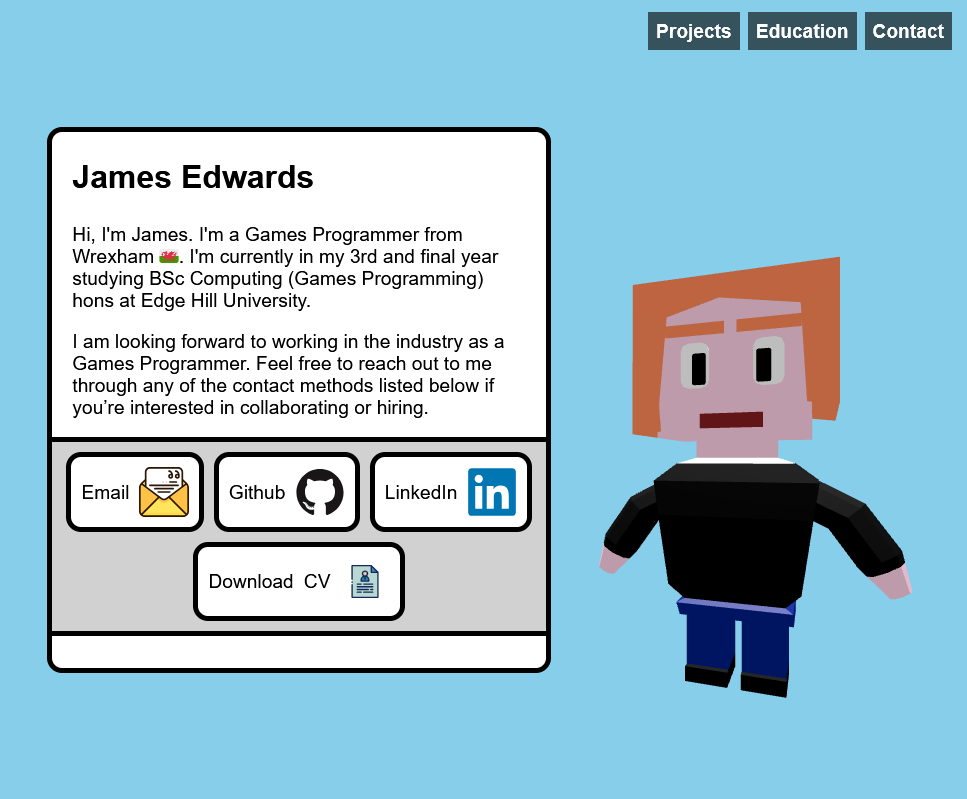 Projects Education Contact
James Edwards
Hi, I'm James. I'm a Games Programmer from
Wrexham 🏴󠁧󠁢󠁷󠁬󠁳󠁿. I'm currently in my 3rd and final year
studying BSc Computing (Games Programming)
hons at Edge Hill University.
I am looking forward to working in the industry as a
Games Programmer. Feel free to reach out to me
through any of the contact methods listed below if
you’re interested in collaborating or hiring.
Email Github LinkedIn in
Download CV